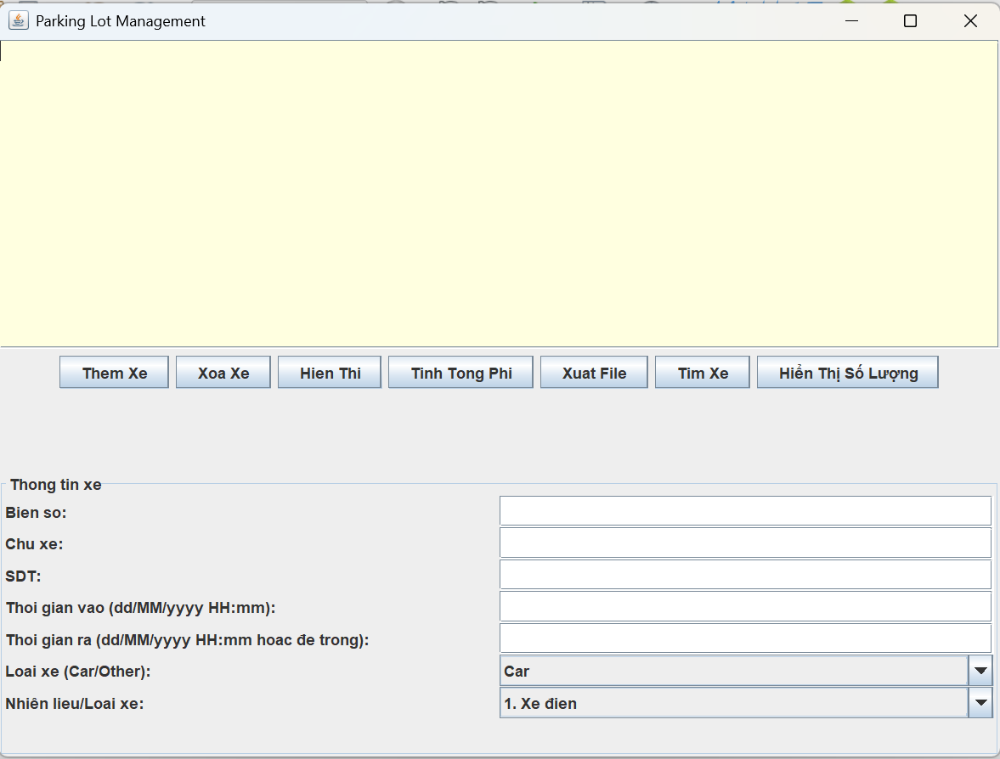 Parking Lot Management
Them Xe Xoa Xe Hien Thi Tinh Tong Phi Xuat File Tim Xe Hiển Thị Số Lượng
Thong tin xe
Bien so:
Chu xe:
SDT:
Thoi gian vao (dd/MM/yyyy HH:mm):
Thoi gian ra (dd/MM/yyyy HH:mm hoac đe trong):
Loai xe (Car/Other): Car
Nhiên lieu/Loai xe: 1. Xe đien